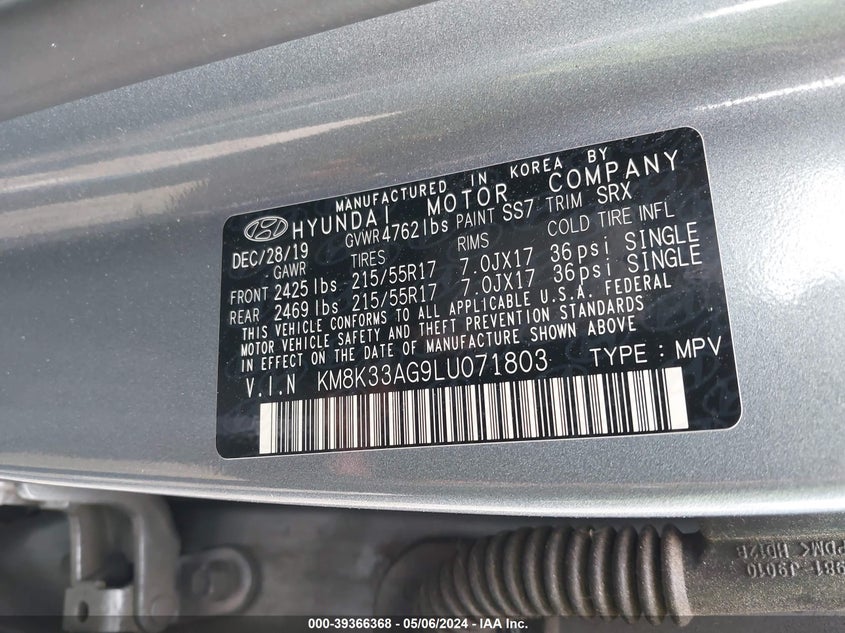 MANUFACTURED IN KOREA BY
HYUNDAI MOTOR COMPANY
DEC/28/19 GVWR 4762 lbs PAINT SS7 TRIM SRX
GAWR TIRES RIMS COLD TIRE INFL
FRONT 2425 lbs 215/55R17 7.0JX17 36 psi SINGLE
REAR 2469 lbs 215/55R17 7.0JX17 36 psi SINGLE
THIS VEHICLE CONFORMS TO ALL APPLICABLE U.S.A. FEDERAL
MOTOR VEHICLE SAFETY AND THEFT PREVENTION STANDARDS
IN EFFECT ON THE DATE OF MANUFACTURE SHOWN ABOVE
V.I.N KM8K33AG9LU071803 TYPE : MPV
000-39366368 - 05/06/2024 - IAA Inc.